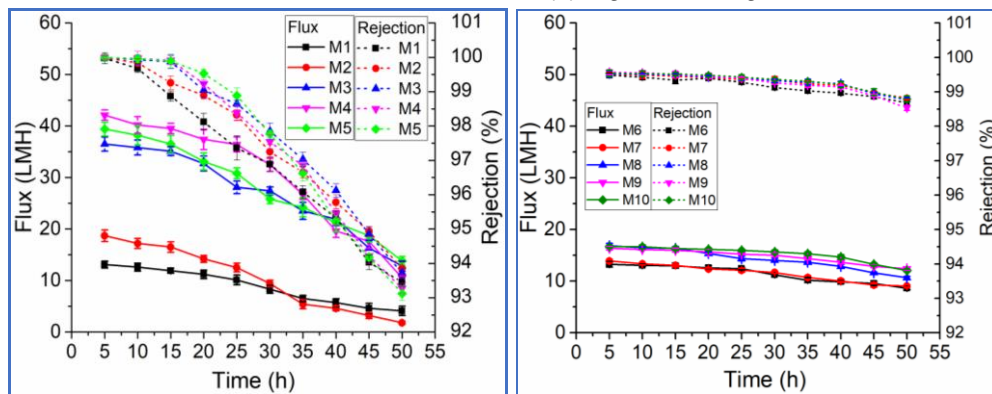 60
50
40
30
20
10
0
Flux (LMH)
Flux Rejection
M1 M1
M2 M2
M3 M3
M4 M4
M5 M5
101
100
99
98
97
96
95
94
93
92
Rejection (%)
0 5 10 15 20 25 30 35 40 45 50 55
Time (h)
60
50
40
30
20
10
0
Flux (LMH)
Flux Rejection
M6 M6
M7 M7
M8 M8
M9 M9
M10 M10
101
100
99
98
97
96
95
94
93
92
Rejection (%)
0 5 10 15 20 25 30 35 40 45 50 55
Time (h)